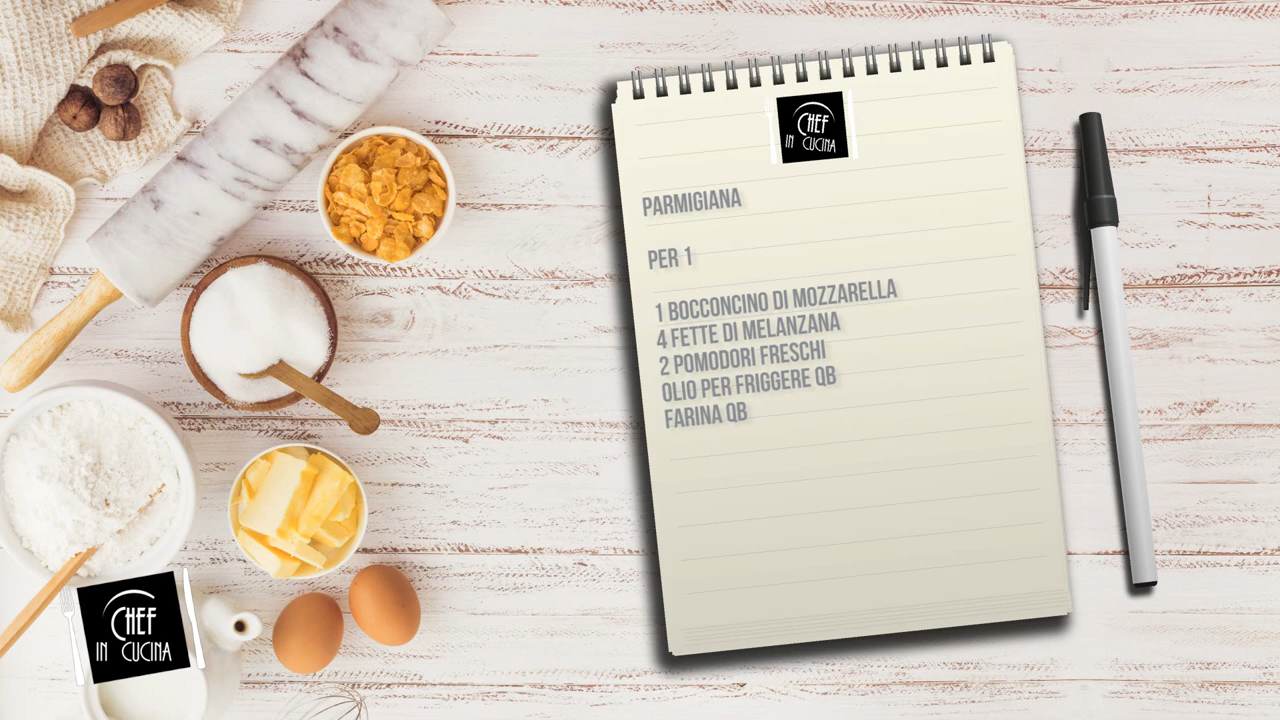 CHEF
IN CUCINA
PARMIGIANA
PER 1
1 BOCCONCINO DI MOZZARELLA
4 FETTE DI MELANZANA
2 POMODORI FRESCHI
OLIO PER FRIGGERE QB
FARINA QB
CHEF
IN CUCINA